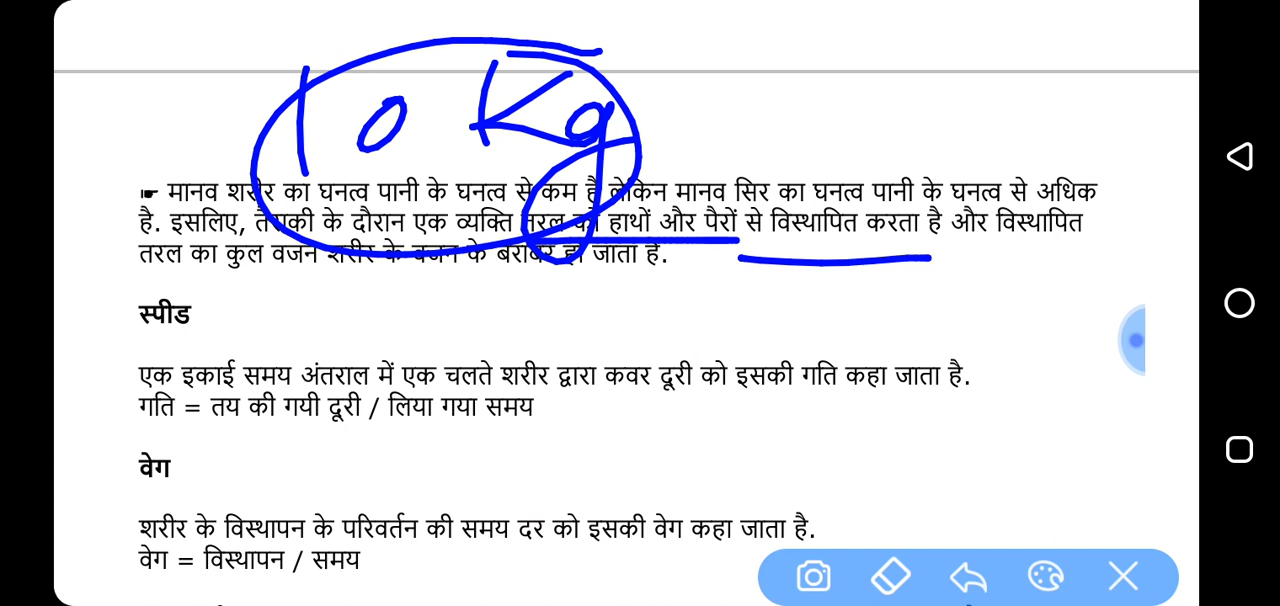 10 Kg
☛ मानव शरीर का घनत्व पानी के घनत्व से कम है लेकिन मानव सिर का घनत्व पानी के घनत्व से अधिक
है. इसलिए, तैराकी के दौरान एक व्यक्ति तरल को हाथों और पैरों से विस्थापित करता है और विस्थापित
तरल का कुल वजन शरीर के वजन के बराबर हो जाता है.
स्पीड
एक इकाई समय अंतराल में एक चलते शरीर द्वारा कवर दूरी को इसकी गति कहा जाता है.
गति = तय की गयी दूरी / लिया गया समय
वेग
शरीर के विस्थापन के परिवर्तन की समय दर को इसकी वेग कहा जाता है.
वेग = विस्थापन / समय